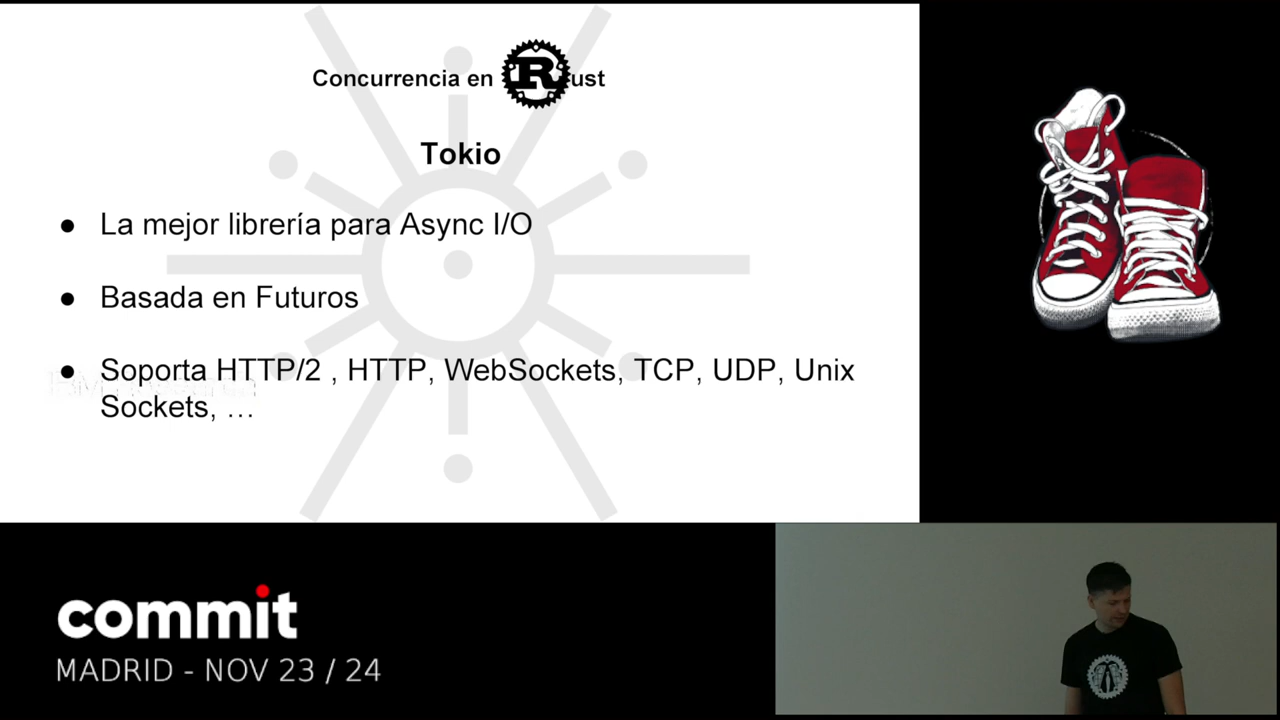 Concurrencia en Rust
Tokio
● La mejor librería para Async I/O
● Basada en Futuros
● Soporta HTTP/2 , HTTP, WebSockets, TCP, UDP, Unix
Sockets, …
commit
MADRID - NOV 23 / 24